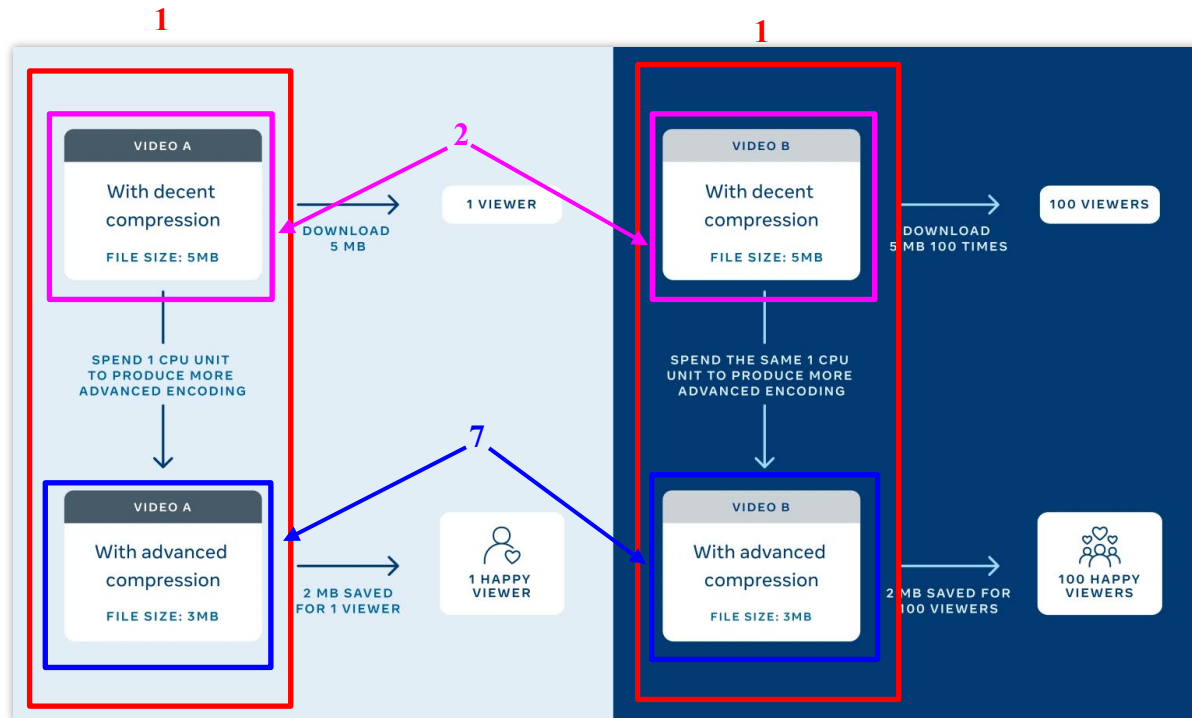 1
1
2
VIDEO A
With decent
compression
FILE SIZE: 5MB
DOWNLOAD
5 MB
1 VIEWER
SPEND 1 CPU UNIT
TO PRODUCE MORE
ADVANCED ENCODING
7
VIDEO A
With advanced
compression
FILE SIZE: 3MB
2 MB SAVED
FOR 1 VIEWER
1 HAPPY
VIEWER
VIDEO B
With decent
compression
FILE SIZE: 5MB
DOWNLOAD
5 MB 100 TIMES
100 VIEWERS
SPEND THE SAME 1 CPU
UNIT TO PRODUCE MORE
ADVANCED ENCODING
VIDEO B
With advanced
compression
FILE SIZE: 3MB
2 MB SAVED FOR
100 VIEWERS
100 HAPPY
VIEWERS